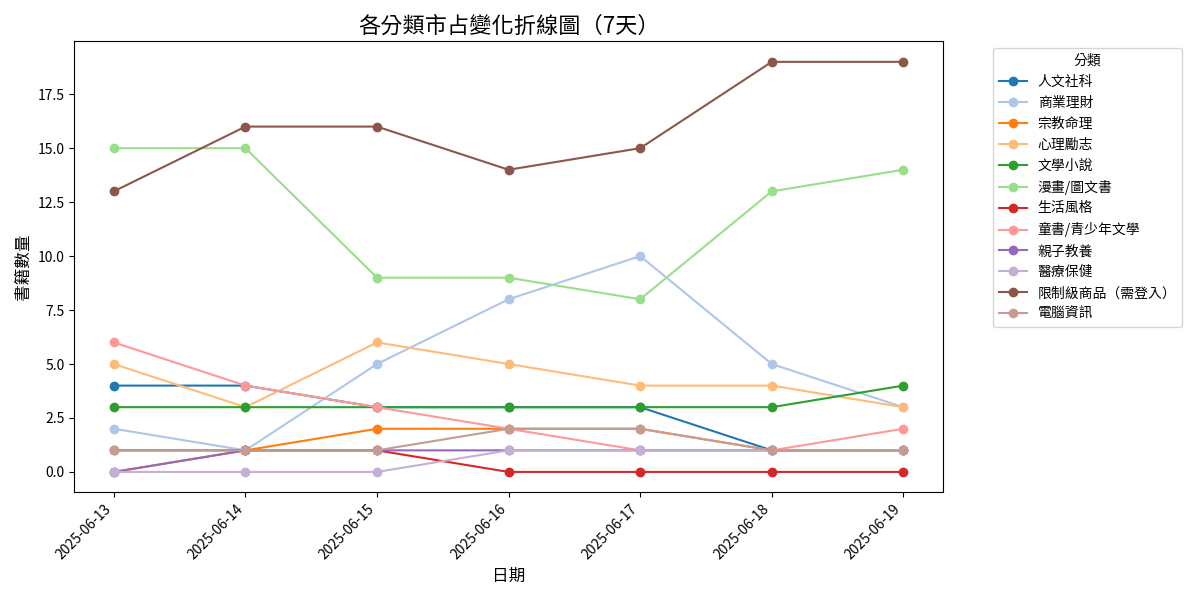 各分類市占變化折線圖（7天）
書籍數量
17.5
15.0
12.5
10.0
7.5
5.0
2.5
0.0
2025-06-13
2025-06-14
2025-06-15
2025-06-16
2025-06-17
2025-06-18
2025-06-19
日期
分類
人文社科
商業理財
宗教命理
心理勵志
文學小說
漫畫/圖文書
生活風格
童書/青少年文學
親子教養
醫療保健
限制級商品（需登入）
電腦資訊